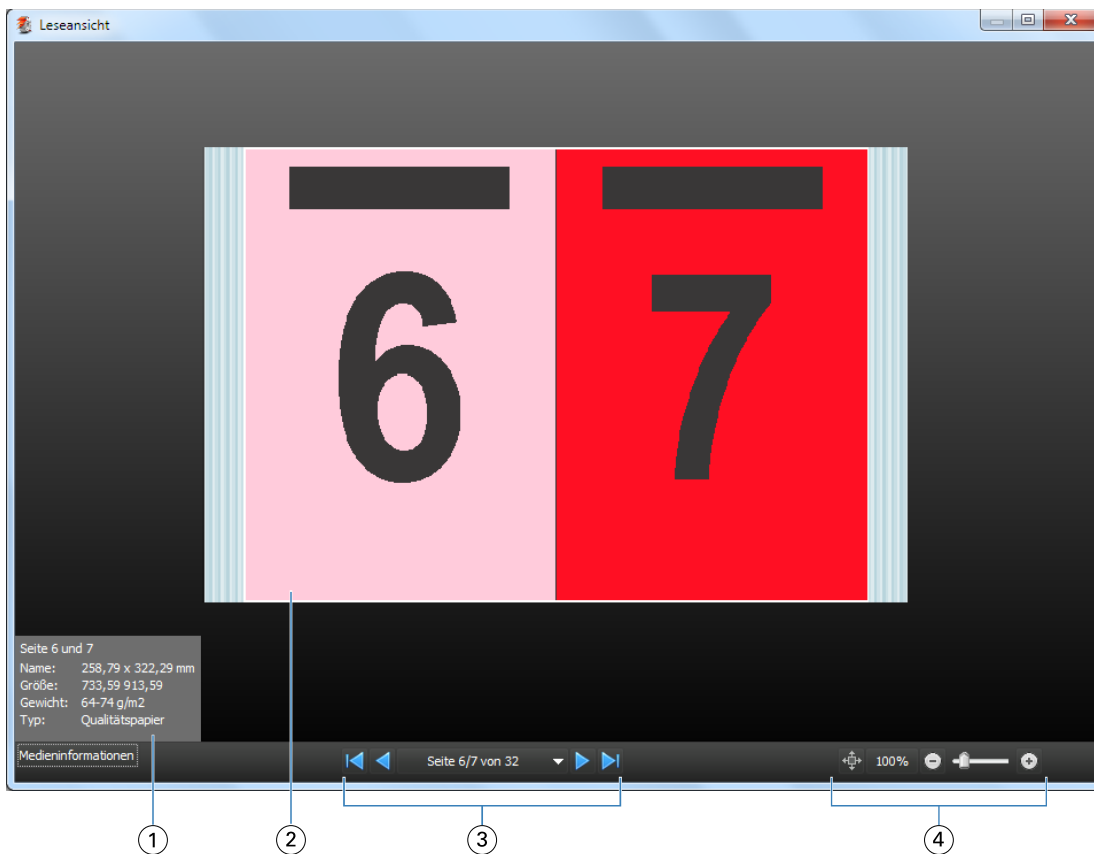 Leseansicht
6 7
Seite 6 und 7
Name: 258,79 x 322,29 mm
Größe: 733,59 913,59
Gewicht: 64-74 g/m2
Typ: Qualitätspapier
Medieninformationen
Seite 6/7 von 32
100%
1 2 3 4